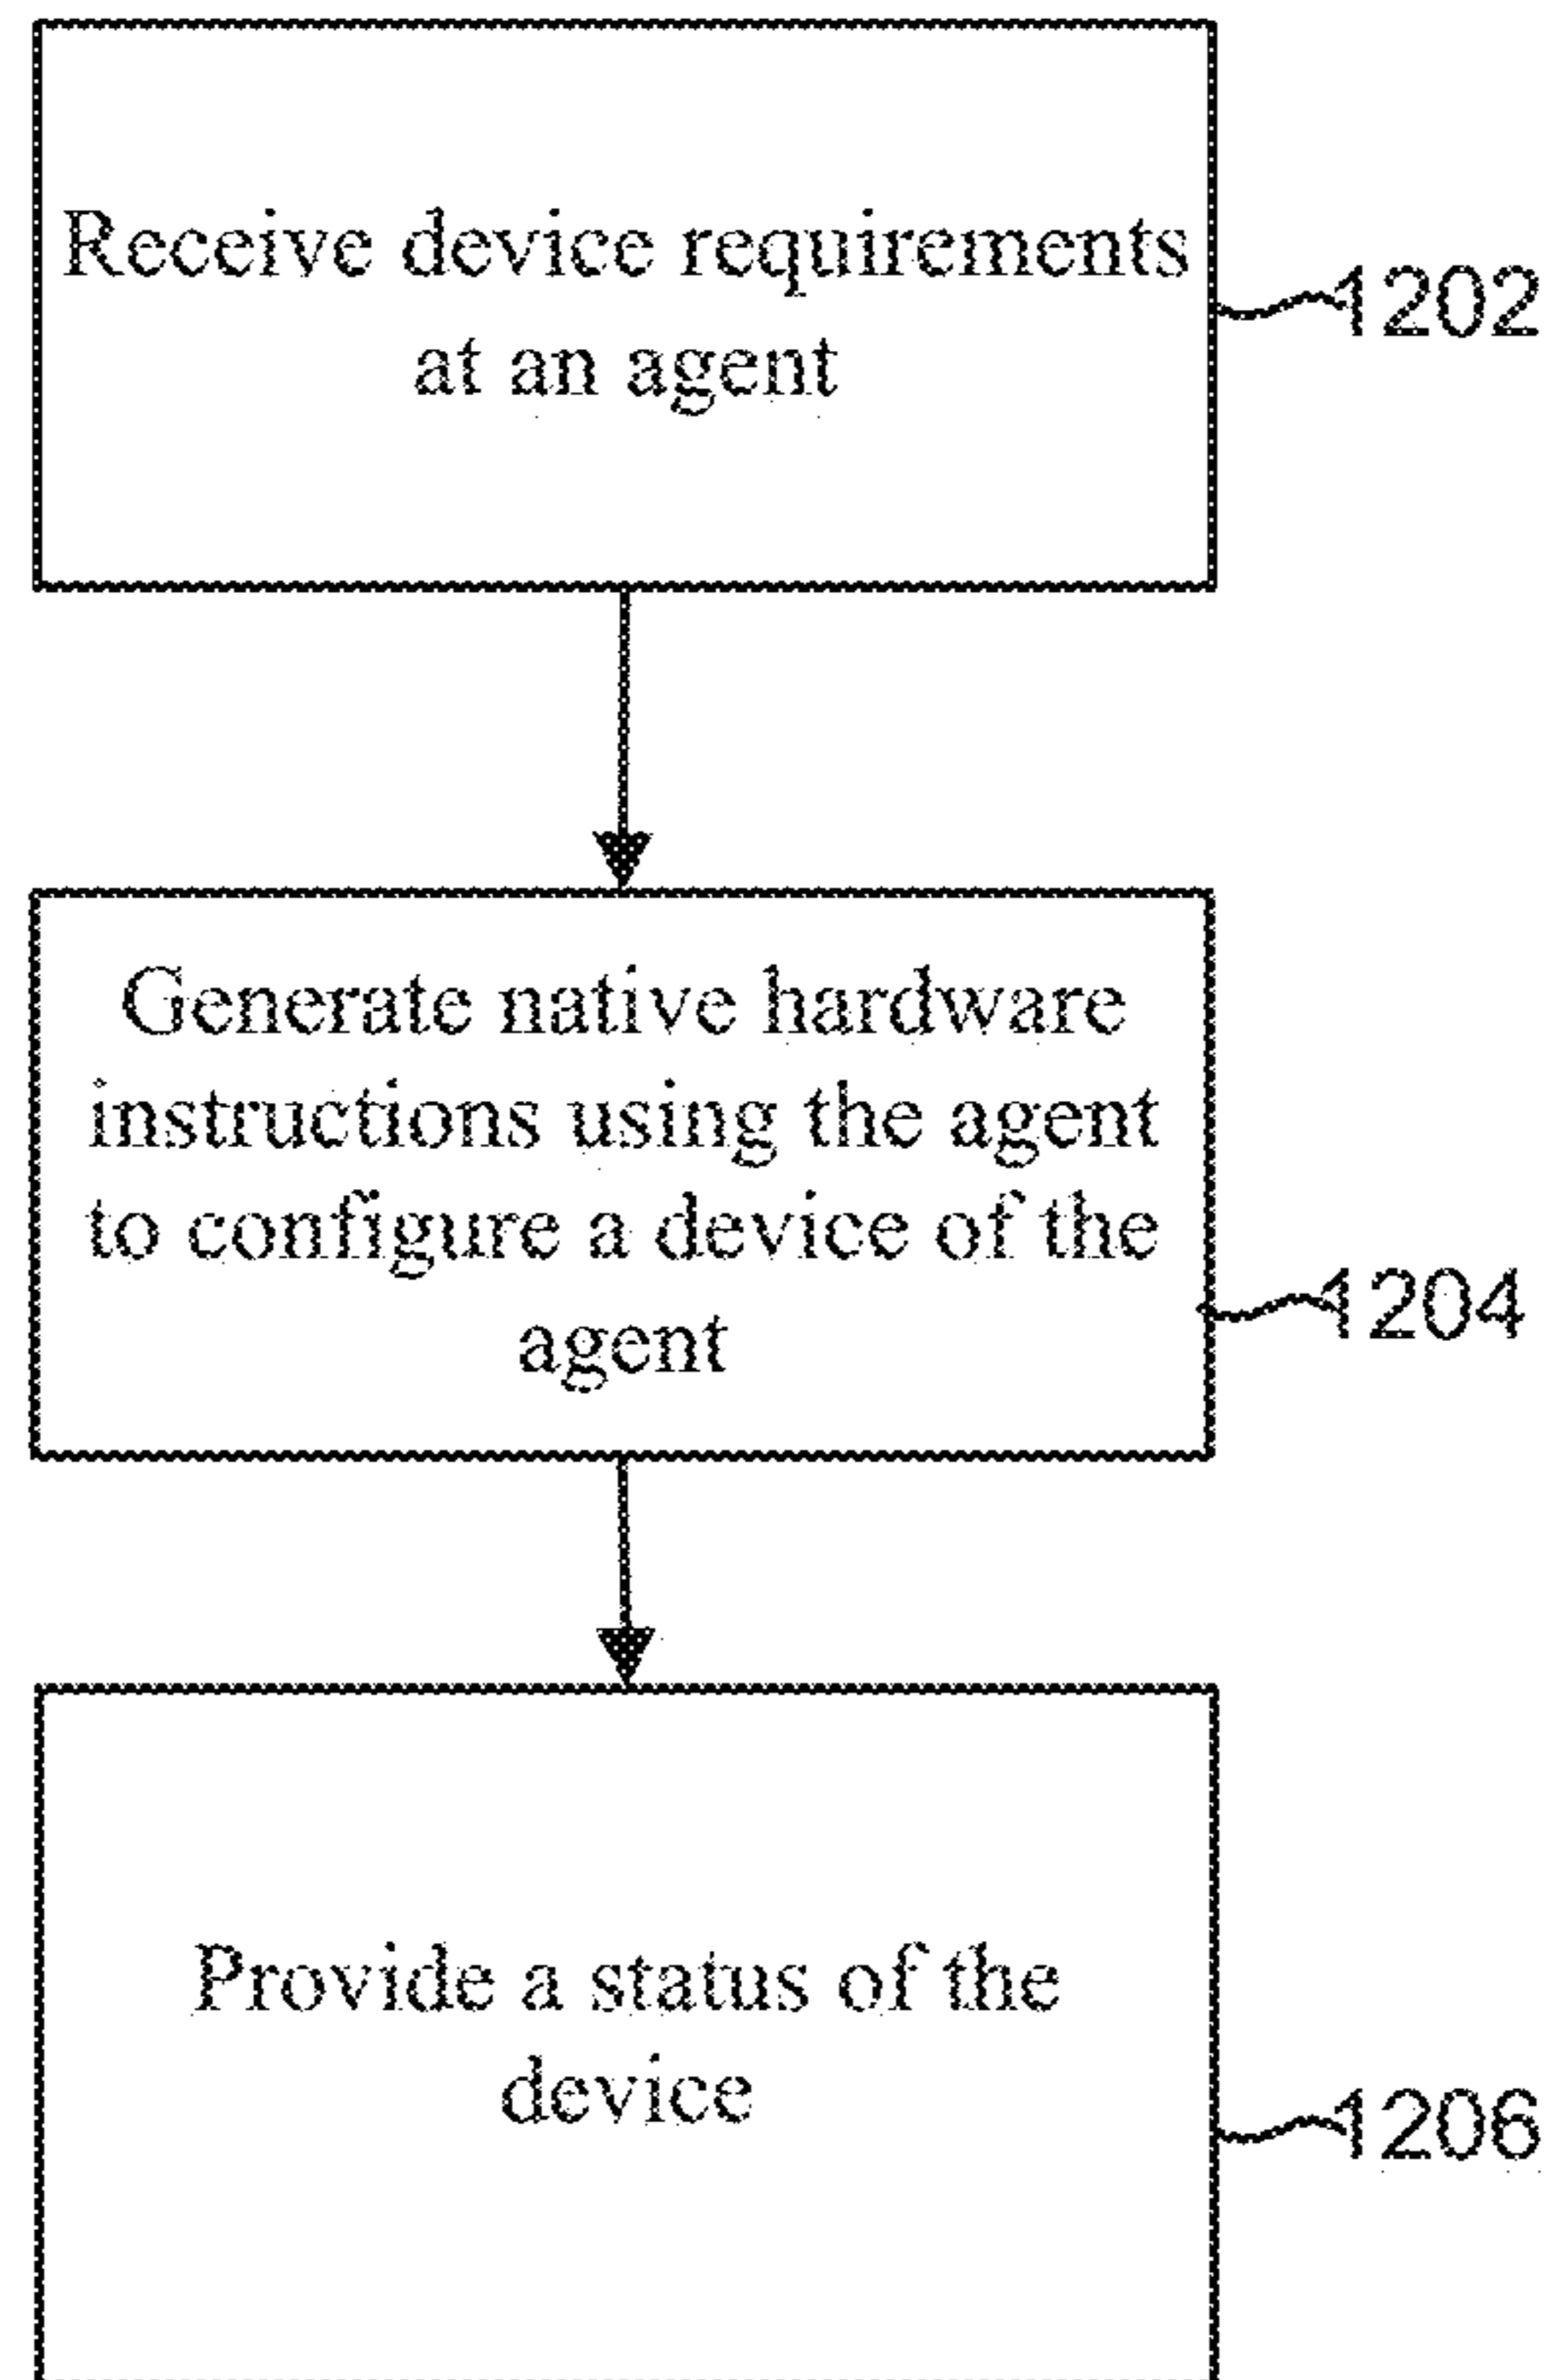 Receive device requirements
at an agent
1202
Generate native hardware
instructions using the agent
to configure a device of the
agent
1204
Provide a status of the
device
1206